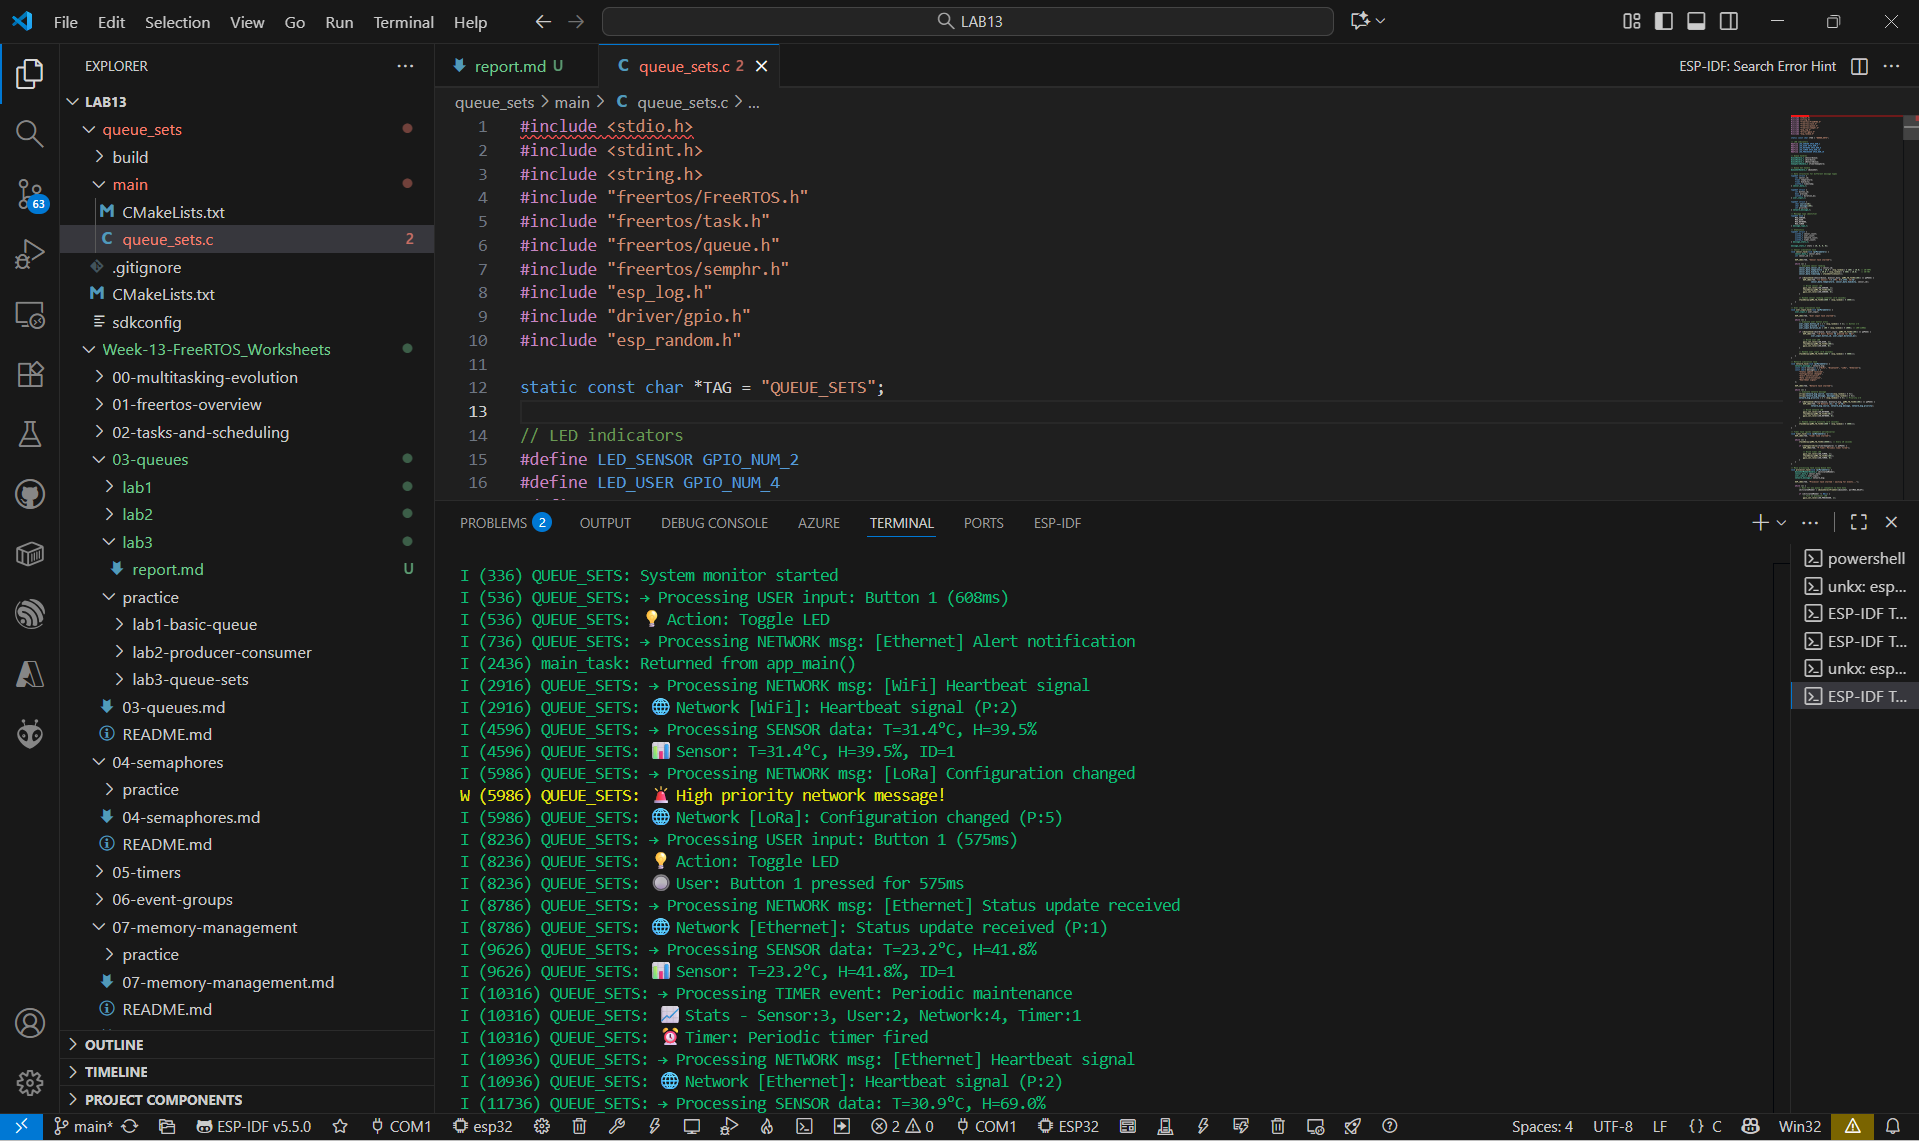 File Edit Selection View Go Run Terminal Help
LAB13
EXPLORER
LAB13
queue_sets
build
main
CMakeLists.txt
queue_sets.c 2
.gitignore
CMakeLists.txt
sdkconfig
Week-13-FreeRTOS_Worksheets
00-multitasking-evolution
01-freertos-overview
02-tasks-and-scheduling
03-queues
lab1
lab2
lab3
report.md U
practice
lab1-basic-queue
lab2-producer-consumer
lab3-queue-sets
03-queues.md
README.md
04-semaphores
practice
04-semaphores.md
README.md
05-timers
06-event-groups
07-memory-management
practice
07-memory-management.md
README.md
OUTLINE
TIMELINE
PROJECT COMPONENTS
63
report.md U
queue_sets.c 2
ESP-IDF: Search Error Hint
queue_sets > main > C queue_sets.c > ...
1 #include <stdio.h>
2 #include <stdint.h>
3 #include <string.h>
4 #include "freertos/FreeRTOS.h"
5 #include "freertos/task.h"
6 #include "freertos/queue.h"
7 #include "freertos/semphr.h"
8 #include "esp_log.h"
9 #include "driver/gpio.h"
10 #include "esp_random.h"
11
12 static const char *TAG = "QUEUE_SETS";
13
14 // LED indicators
15 #define LED_SENSOR GPIO_NUM_2
16 #define LED_USER GPIO_NUM_4
PROBLEMS 2 OUTPUT DEBUG CONSOLE AZURE TERMINAL PORTS ESP-IDF
I (336) QUEUE_SETS: System monitor started
I (536) QUEUE_SETS: → Processing USER input: Button 1 (608ms)
I (536) QUEUE_SETS: 💡 Action: Toggle LED
I (736) QUEUE_SETS: → Processing NETWORK msg: [Ethernet] Alert notification
I (2436) main_task: Returned from app_main()
I (2916) QUEUE_SETS: → Processing NETWORK msg: [WiFi] Heartbeat signal
I (2916) QUEUE_SETS: 🌐 Network [WiFi]: Heartbeat signal (P:2)
I (4596) QUEUE_SETS: → Processing SENSOR data: T=31.4°C, H=39.5%
I (4596) QUEUE_SETS: 📊 Sensor: T=31.4°C, H=39.5%, ID=1
I (5986) QUEUE_SETS: → Processing NETWORK msg: [LoRa] Configuration changed
W (5986) QUEUE_SETS: 🚨 High priority network message!
I (5986) QUEUE_SETS: 🌐 Network [LoRa]: Configuration changed (P:5)
I (8236) QUEUE_SETS: → Processing USER input: Button 1 (575ms)
I (8236) QUEUE_SETS: 💡 Action: Toggle LED
I (8236) QUEUE_SETS: 🔘 User: Button 1 pressed for 575ms
I (8786) QUEUE_SETS: → Processing NETWORK msg: [Ethernet] Status update received
I (8786) QUEUE_SETS: 🌐 Network [Ethernet]: Status update received (P:1)
I (9626) QUEUE_SETS: → Processing SENSOR data: T=23.2°C, H=41.8%
I (9626) QUEUE_SETS: 📊 Sensor: T=23.2°C, H=41.8%, ID=1
I (10316) QUEUE_SETS: → Processing TIMER event: Periodic maintenance
I (10316) QUEUE_SETS: 📈 Stats - Sensor:3, User:2, Network:4, Timer:1
I (10316) QUEUE_SETS: ⏰ Timer: Periodic timer fired
I (10936) QUEUE_SETS: → Processing NETWORK msg: [Ethernet] Heartbeat signal
I (10936) QUEUE_SETS: 🌐 Network [Ethernet]: Heartbeat signal (P:2)
I (11736) QUEUE_SETS: → Processing SENSOR data: T=30.9°C, H=69.0%
powershell
unkx: esp...
ESP-IDF T...
ESP-IDF T...
unkx: esp...
ESP-IDF T...
main* ESP-IDF v5.5.0 COM1 esp32 2 0 COM1 ESP32 Spaces: 4 UTF-8 LF {} C Win32